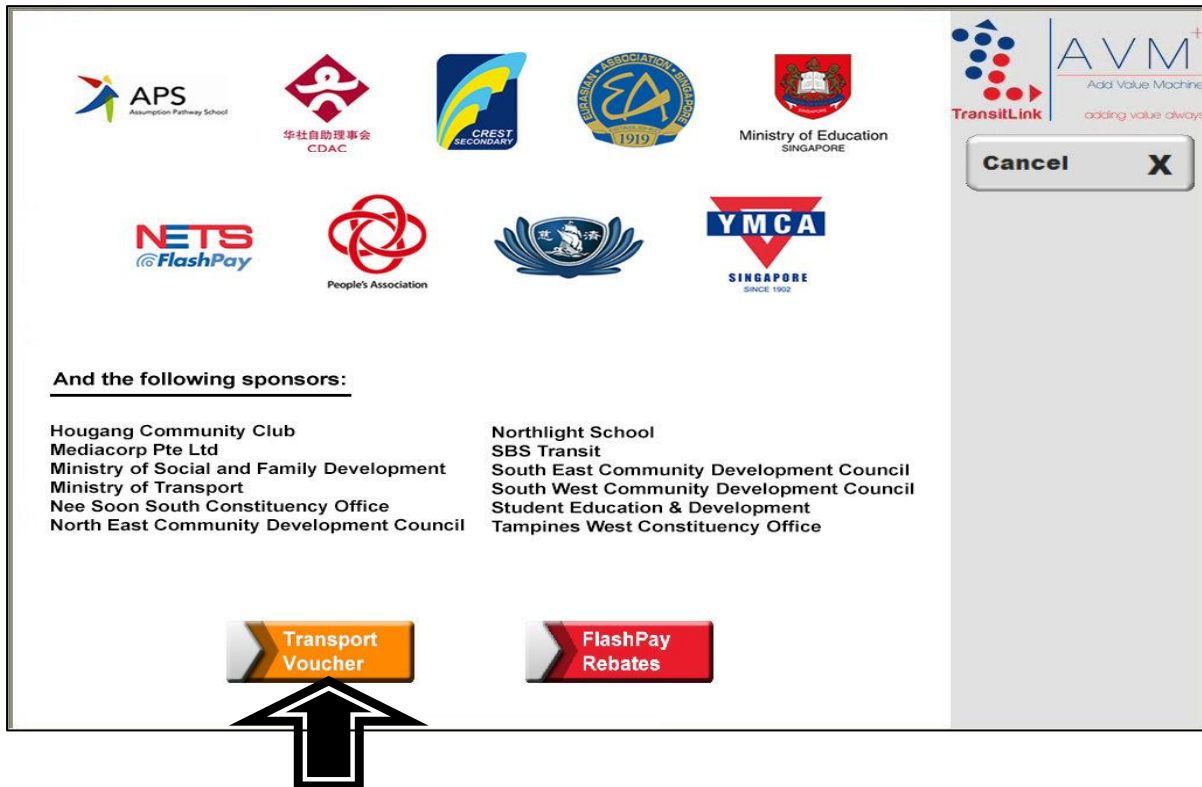 APS
Assumption Pathway School
华社自助理事会
CDAC
CREST
SECONDARY
EURASIAN ASSOCIATION SINGAPORE
EA
1919
Ministry of Education
SINGAPORE
NETS
FlashPay
People's Association
慈 濟
YMCA
SINGAPORE
SINCE 1902
TransitLink
AVM+
Add Value Machine
adding value always
Cancel X
And the following sponsors:
Hougang Community Club
Mediacorp Pte Ltd
Ministry of Social and Family Development
Ministry of Transport
Nee Soon South Constituency Office
North East Community Development Council
Northlight School
SBS Transit
South East Community Development Council
South West Community Development Council
Student Education & Development
Tampines West Constituency Office
Transport
Voucher
FlashPay
Rebates